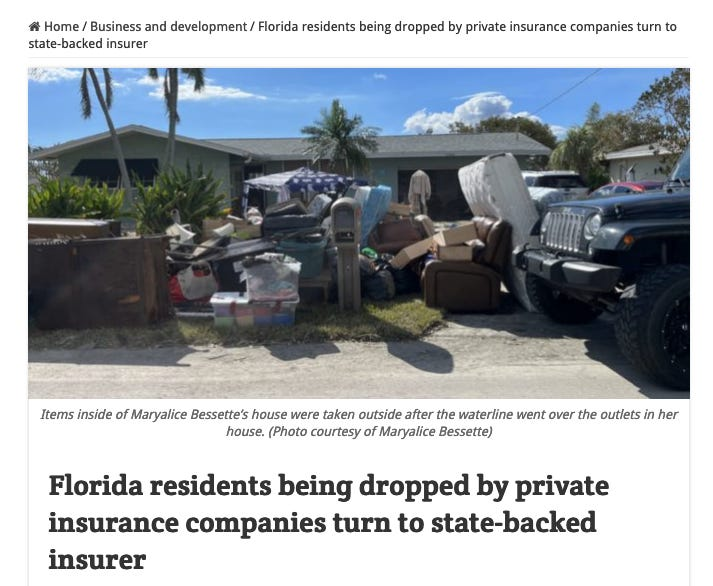 Home / Business and development / Florida residents being dropped by private insurance companies turn to
state-backed insurer
Items inside of Maryalice Bessette’s house were taken outside after the waterline went over the outlets in her
house. (Photo courtesy of Maryalice Bessette)
Florida residents being dropped by private
insurance companies turn to state-backed
insurer